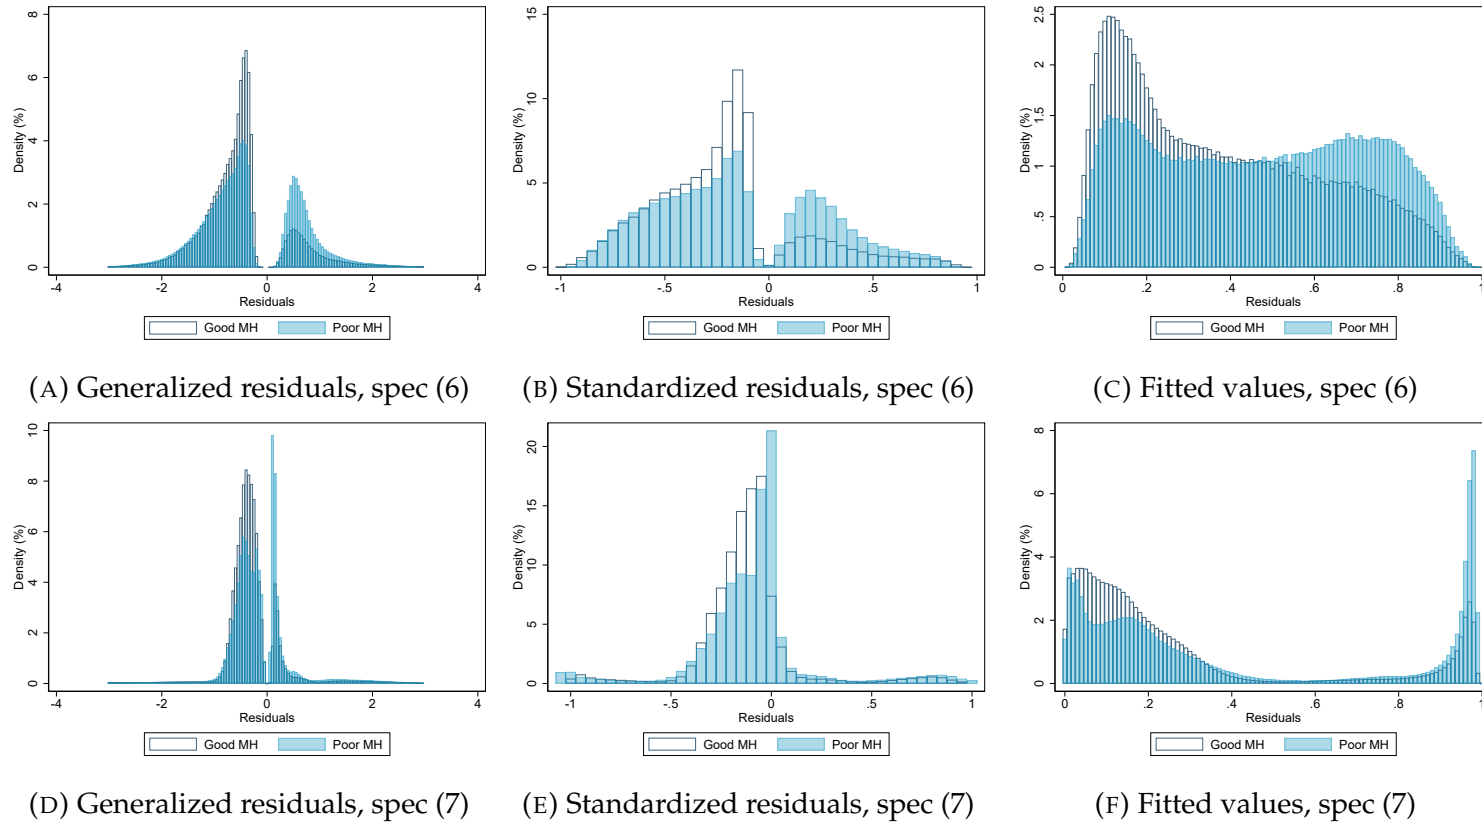 8
6
4
2
0
Density (%)
-4 -2 0 2 4
Residuals
Good MH Poor MH
(A) Generalized residuals, spec (6)
15
10
5
0
Density (%)
-1 -.5 0 .5 1
Residuals
Good MH Poor MH
(B) Standardized residuals, spec (6)
2.5
2
1.5
1
.5
0
Density (%)
0 .2 .4 .6 .8 1
Residuals
Good MH Poor MH
(C) Fitted values, spec (6)
10
8
6
4
2
0
Density (%)
-4 -2 0 2 4
Residuals
Good MH Poor MH
(D) Generalized residuals, spec (7)
20
15
10
5
0
Density (%)
-1 -.5 0 .5 1
Residuals
Good MH Poor MH
(E) Standardized residuals, spec (7)
8
6
4
2
0
Density (%)
0 .2 .4 .6 .8 1
Residuals
Good MH Poor MH
(F) Fitted values, spec (7)